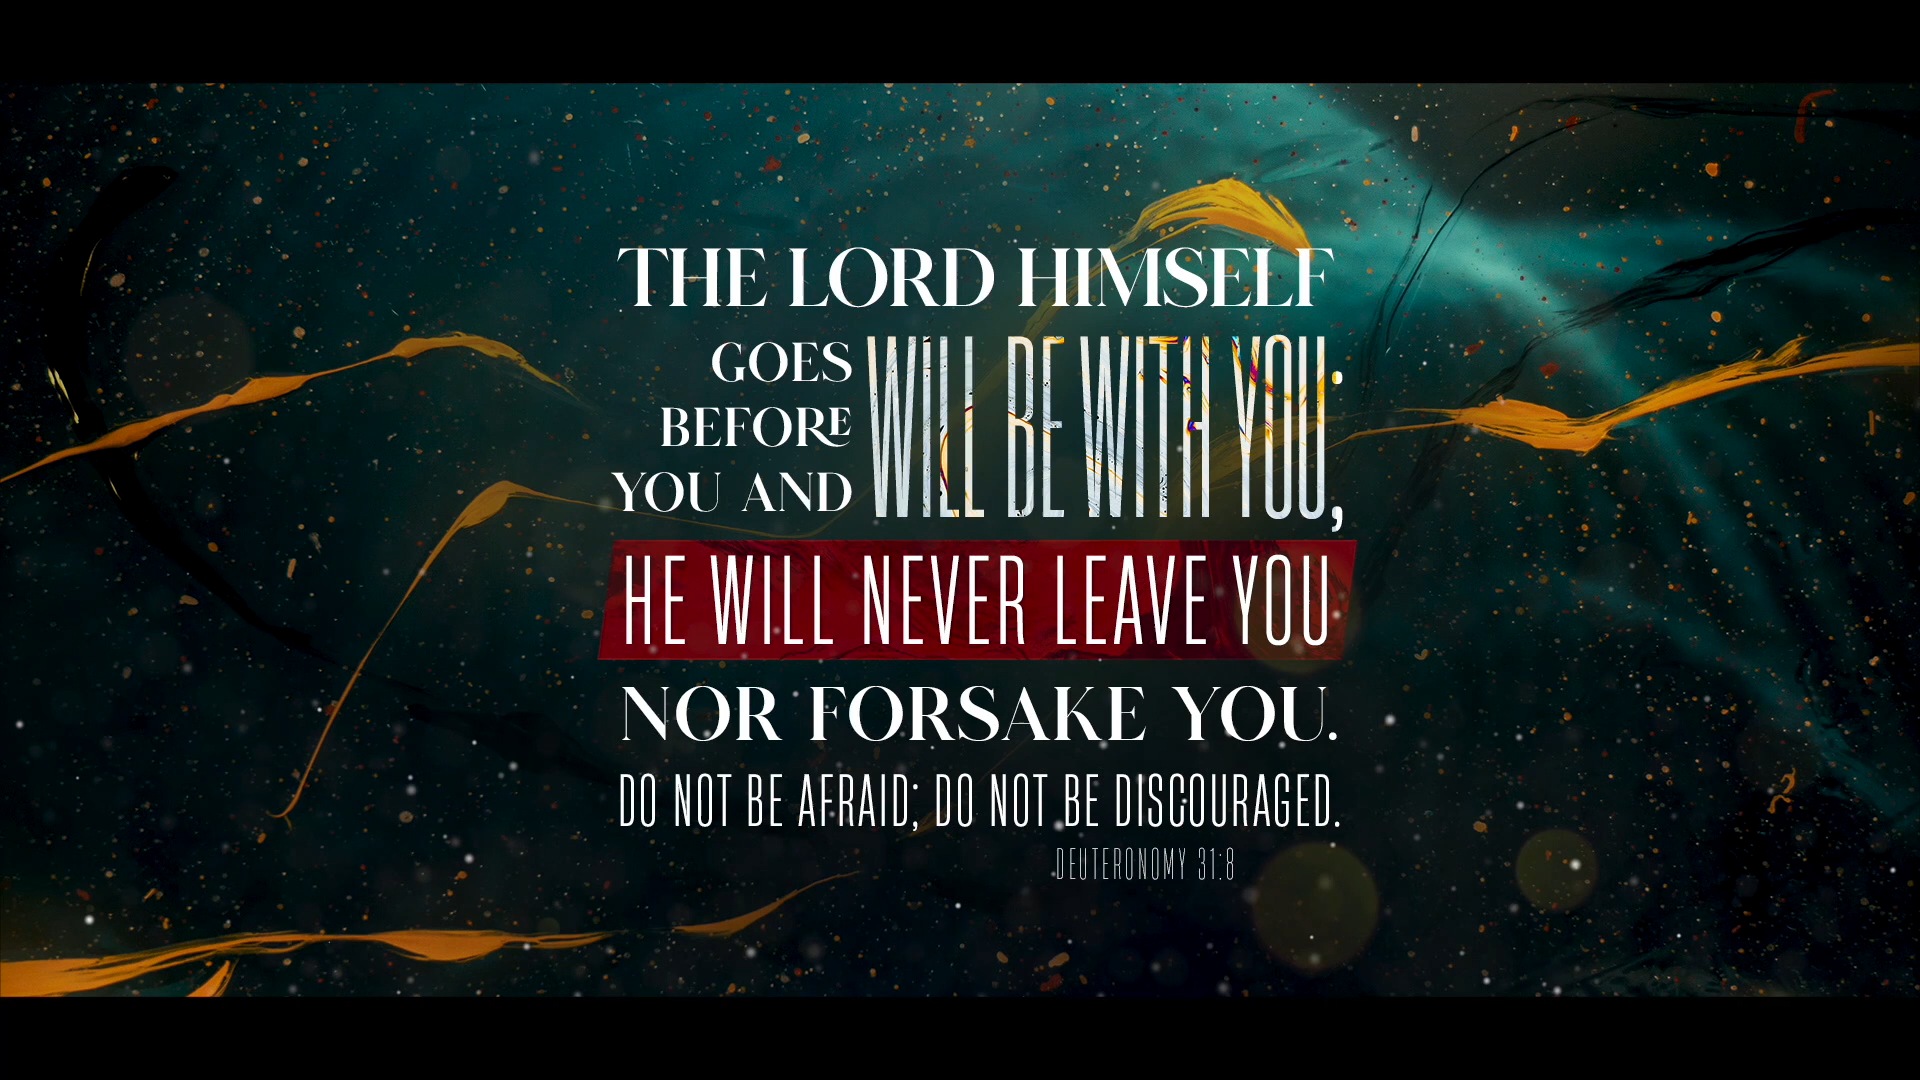 THE LORD HIMSELF
GOES
BEFORE
YOU AND
WILL BE WITH YOU;
HE WILL NEVER LEAVE YOU
NOR FORSAKE YOU.
DO NOT BE AFRAID; DO NOT BE DISCOURAGED.
DEUTERONOMY 31:8